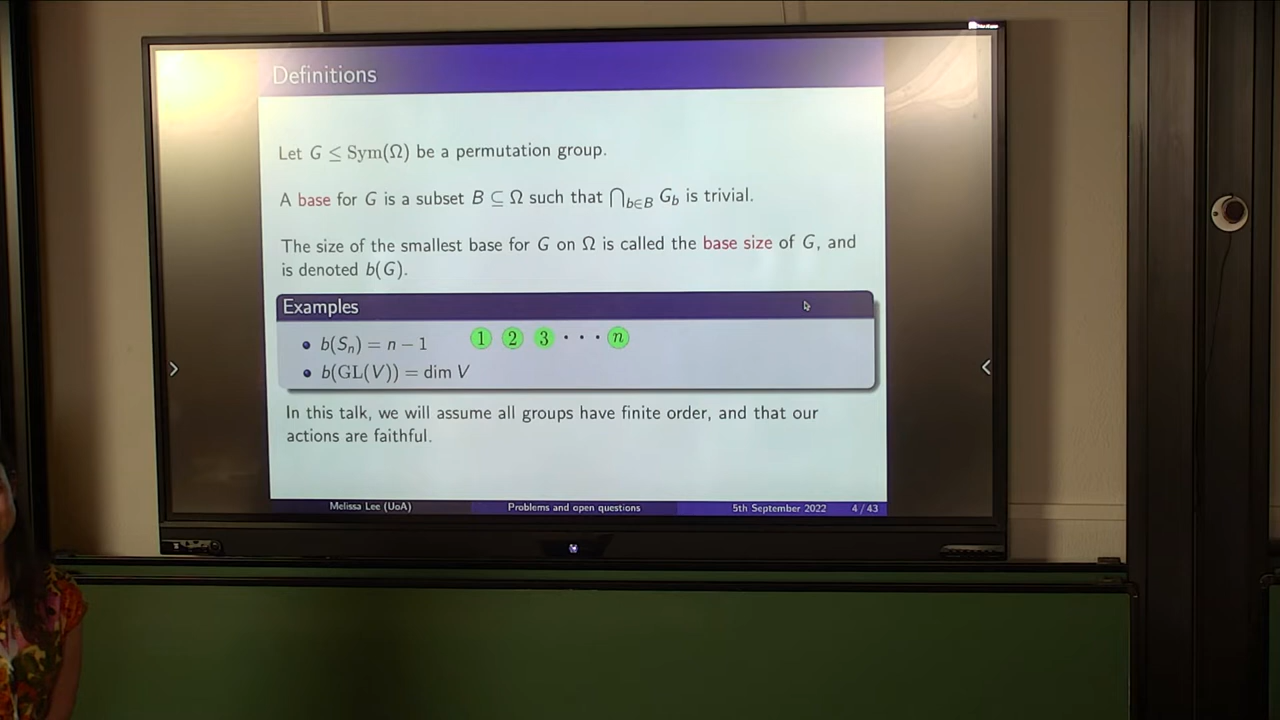 Definitions
Let G ≤ Sym(Ω) be a permutation group.
A base for G is a subset B ⊆ Ω such that ⋂_{b∈B} G_b is trivial.
The size of the smallest base for G on Ω is called the base size of G, and
is denoted b(G).
Examples
• b(S_n) = n − 1 1 2 3 · · · n
• b(GL(V)) = dim V
In this talk, we will assume all groups have finite order, and that our
actions are faithful.
Melissa Lee (UoA) Problems and open questions 5th September 2022 4 / 43